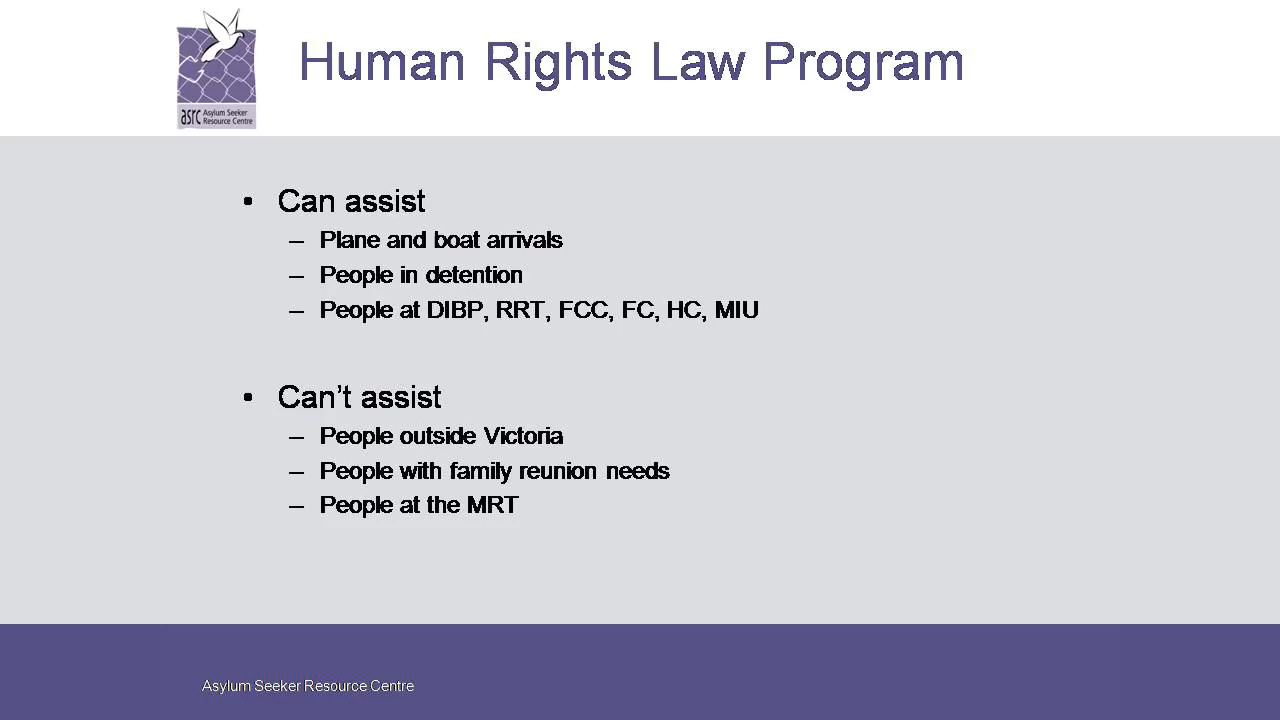 Human Rights Law Program
asrc Asylum Seeker
Resource Centre
• Can assist
– Plane and boat arrivals
– People in detention
– People at DIBP, RRT, FCC, FC, HC, MIU
• Can’t assist
– People outside Victoria
– People with family reunion needs
– People at the MRT
Asylum Seeker Resource Centre